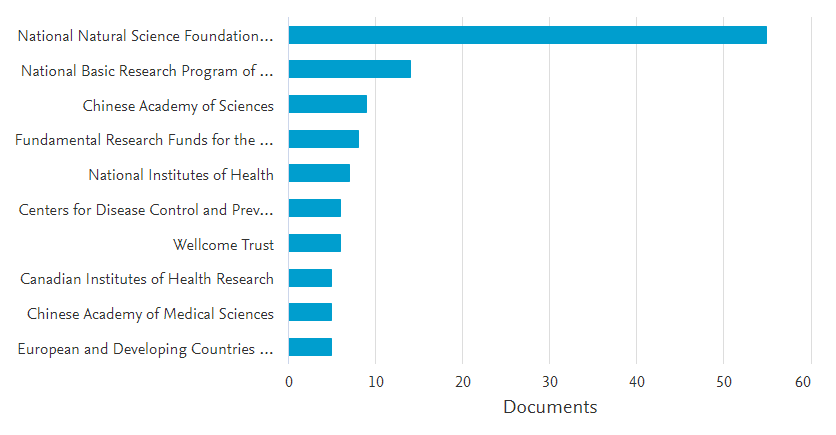 National Natural Science Foundation...
National Basic Research Program of ...
Chinese Academy of Sciences
Fundamental Research Funds for the ...
National Institutes of Health
Centers for Disease Control and Prev...
Wellcome Trust
Canadian Institutes of Health Research
Chinese Academy of Medical Sciences
European and Developing Countries ...
0 10 20 30 40 50 60
Documents